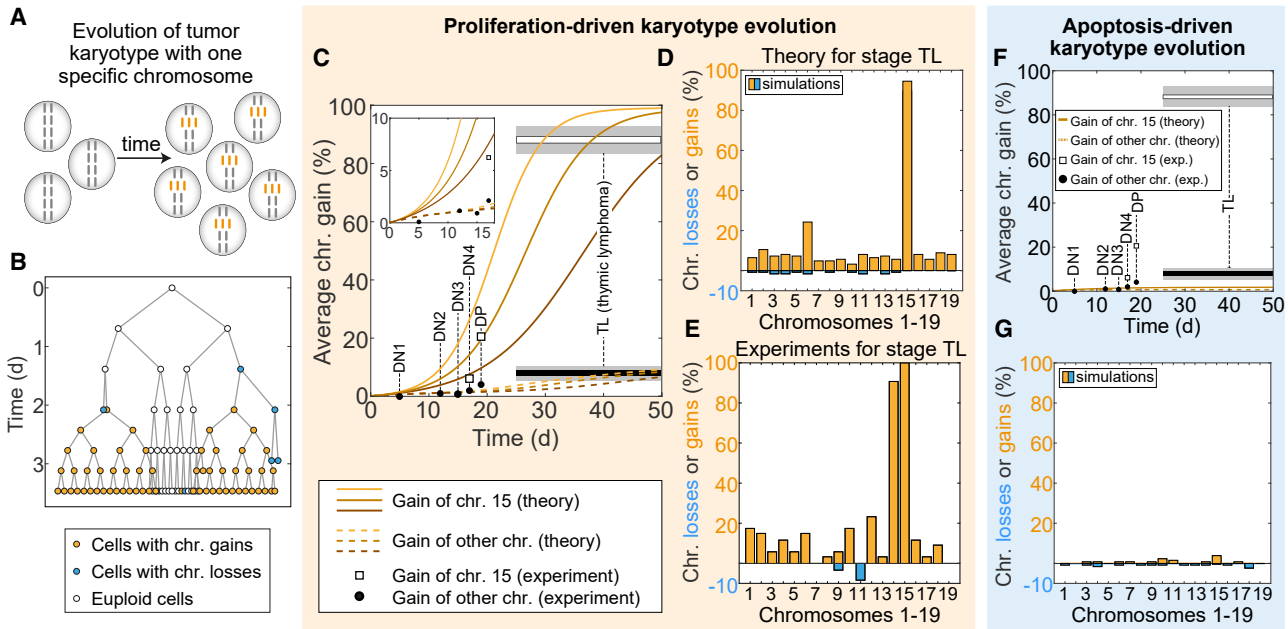 A
Evolution of tumor
karyotype with one
specific chromosome
time
B
Time (d)
0
1
2
3
Cells with chr. gains
Cells with chr. losses
Euploid cells
Proliferation-driven karyotype evolution
C
Average chr. gain (%)
100
80
60
40
20
0
10
5
0
0 5 10 15
DN1
DN2
DN3
DN4
DP
TL (thymic lymphoma)
0 10 20 30 40 50
Time (d)
Gain of chr. 15 (theory)
Gain of other chr. (theory)
Gain of chr. 15 (experiment)
Gain of other chr. (experiment)
D
Theory for stage TL
simulations
Chr. losses or gains (%)
100
80
60
40
20
0
-10
1 3 5 7 9 11 13 15 17 19
Chromosomes 1-19
E
Experiments for stage TL
Chr. losses or gains (%)
100
80
60
40
20
0
-10
1 3 5 7 9 11 13 15 17 19
Chromosomes 1-19
Apoptosis-driven
karyotype evolution
F
Average chr. gain (%)
100
80
60
40
20
0
Gain of chr. 15 (theory)
Gain of other chr. (theory)
Gain of chr. 15 (exp.)
Gain of other chr. (exp.)
DN1
DN2
DN3
DN4
DP
TL
0 10 20 30 40 50
Time (d)
G
simulations
Chr. losses or gains (%)
100
80
60
40
20
0
-10
1 3 5 7 9 11 13 15 17 19
Chromosomes 1-19